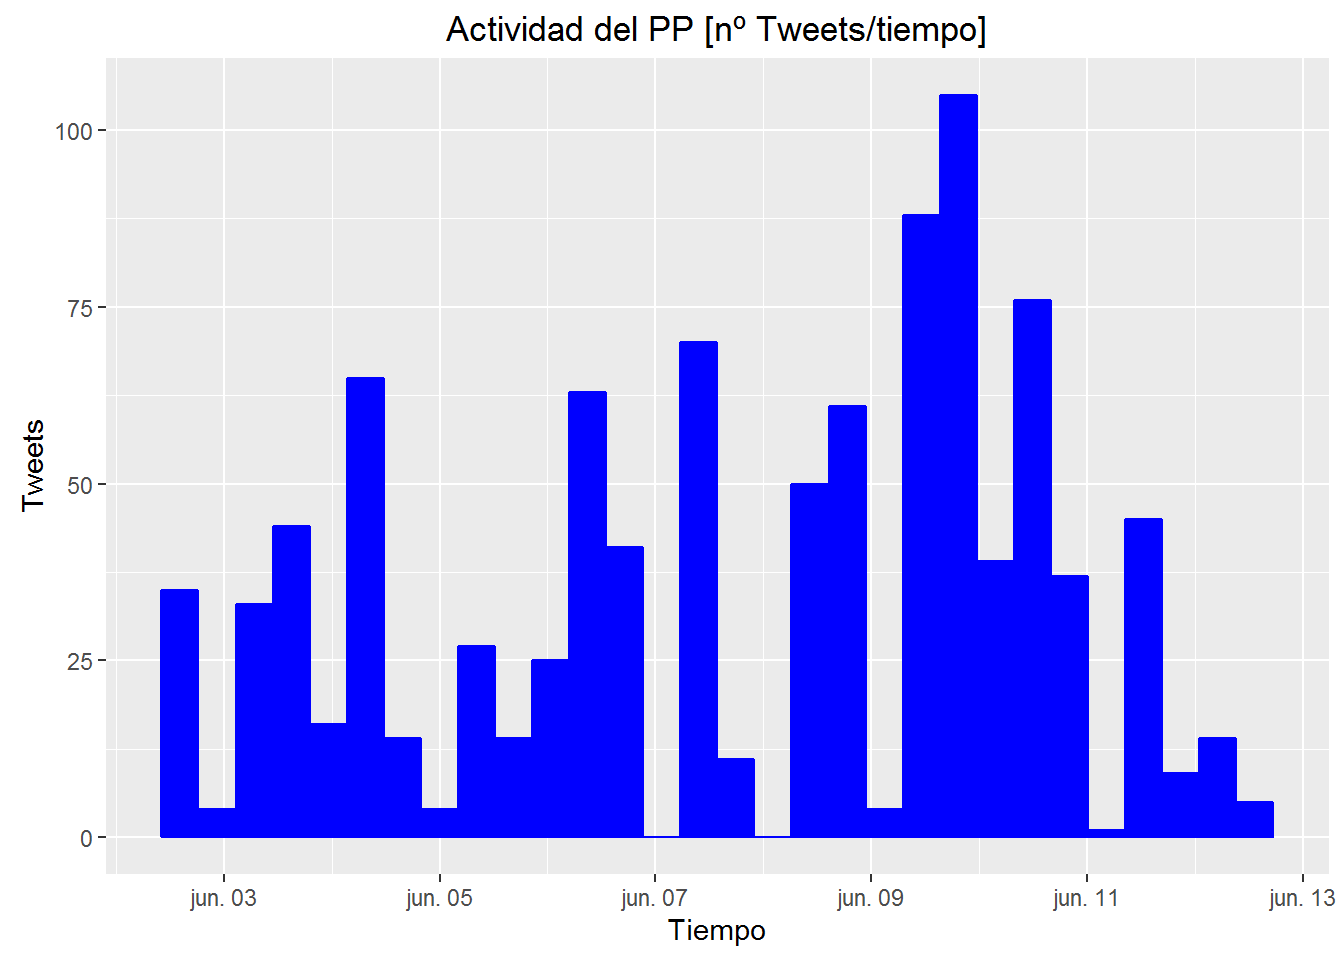 Actividad del PP [nº Tweets/tiempo]
Tweets
100
75
50
25
0
jun. 03 jun. 05 jun. 07 jun. 09 jun. 11 jun. 13
Tiempo